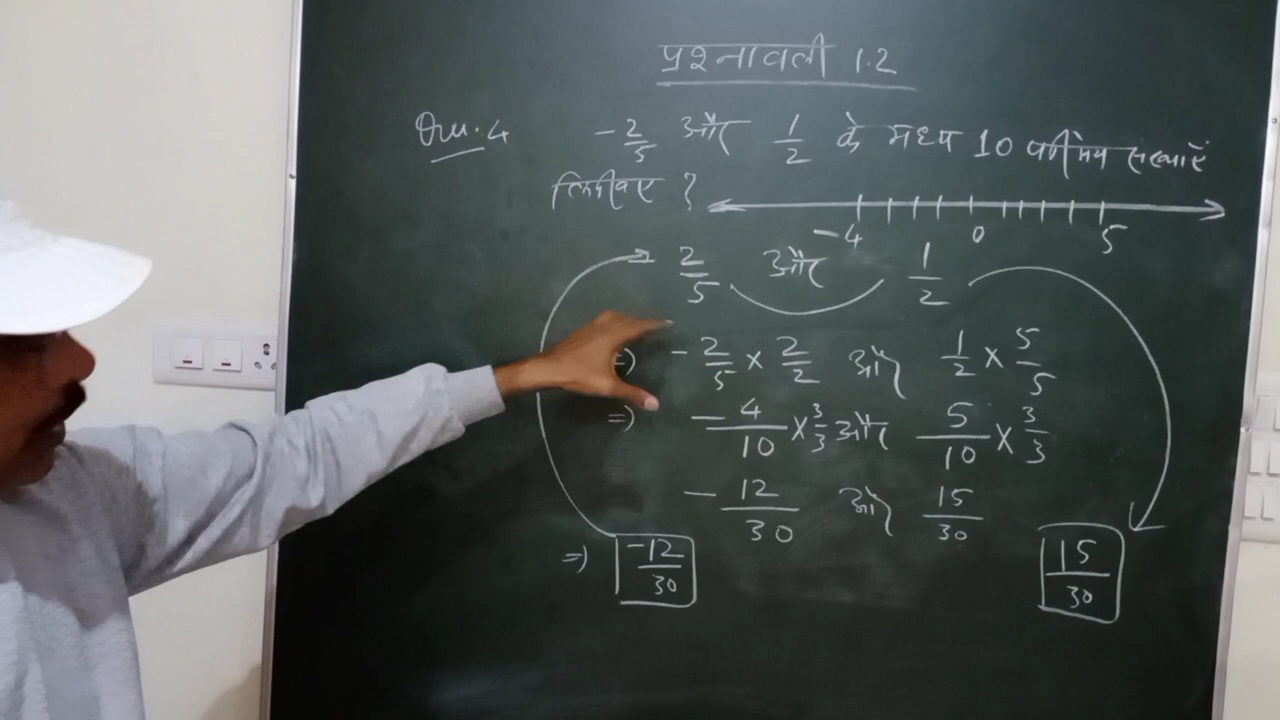 प्रश्नावली 1.2
Que. 4 -2/5 और 1/2 के मध्य 10 परिमेय संख्याएं
लिखिए ?
-4 0 5
2/5 और 1/2
=) -2/5 × 2/2 और 1/2 × 5/5
=) -4/10 × 3/3 और 5/10 × 3/3
-12/30 और 15/30
=) -12/30 15/30